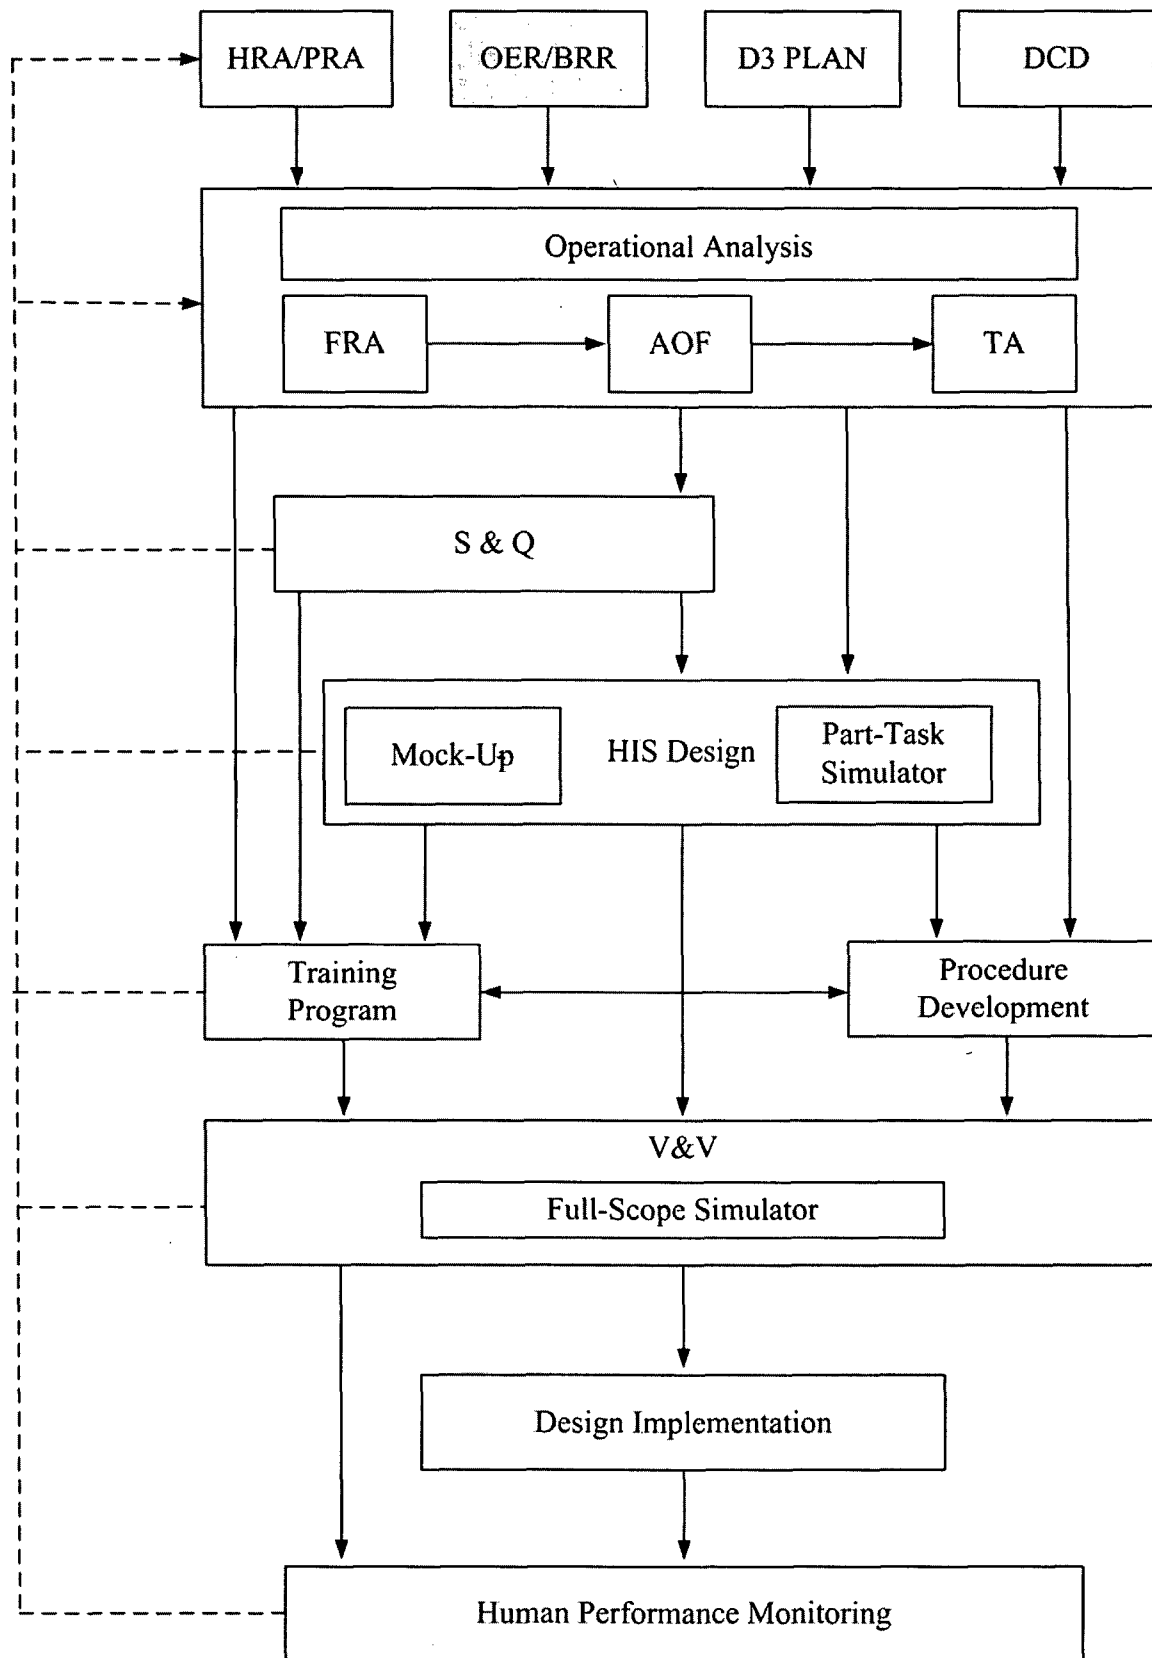 HRA/PRA
OER/BRR
D3 PLAN
DCD
Operational Analysis
FRA
AOF
TA
S & Q
Mock-Up
HIS Design
Part-Task
Simulator
Training
Program
Procedure
Development
V&V
Full-Scope Simulator
Design Implementation
Human Performance Monitoring